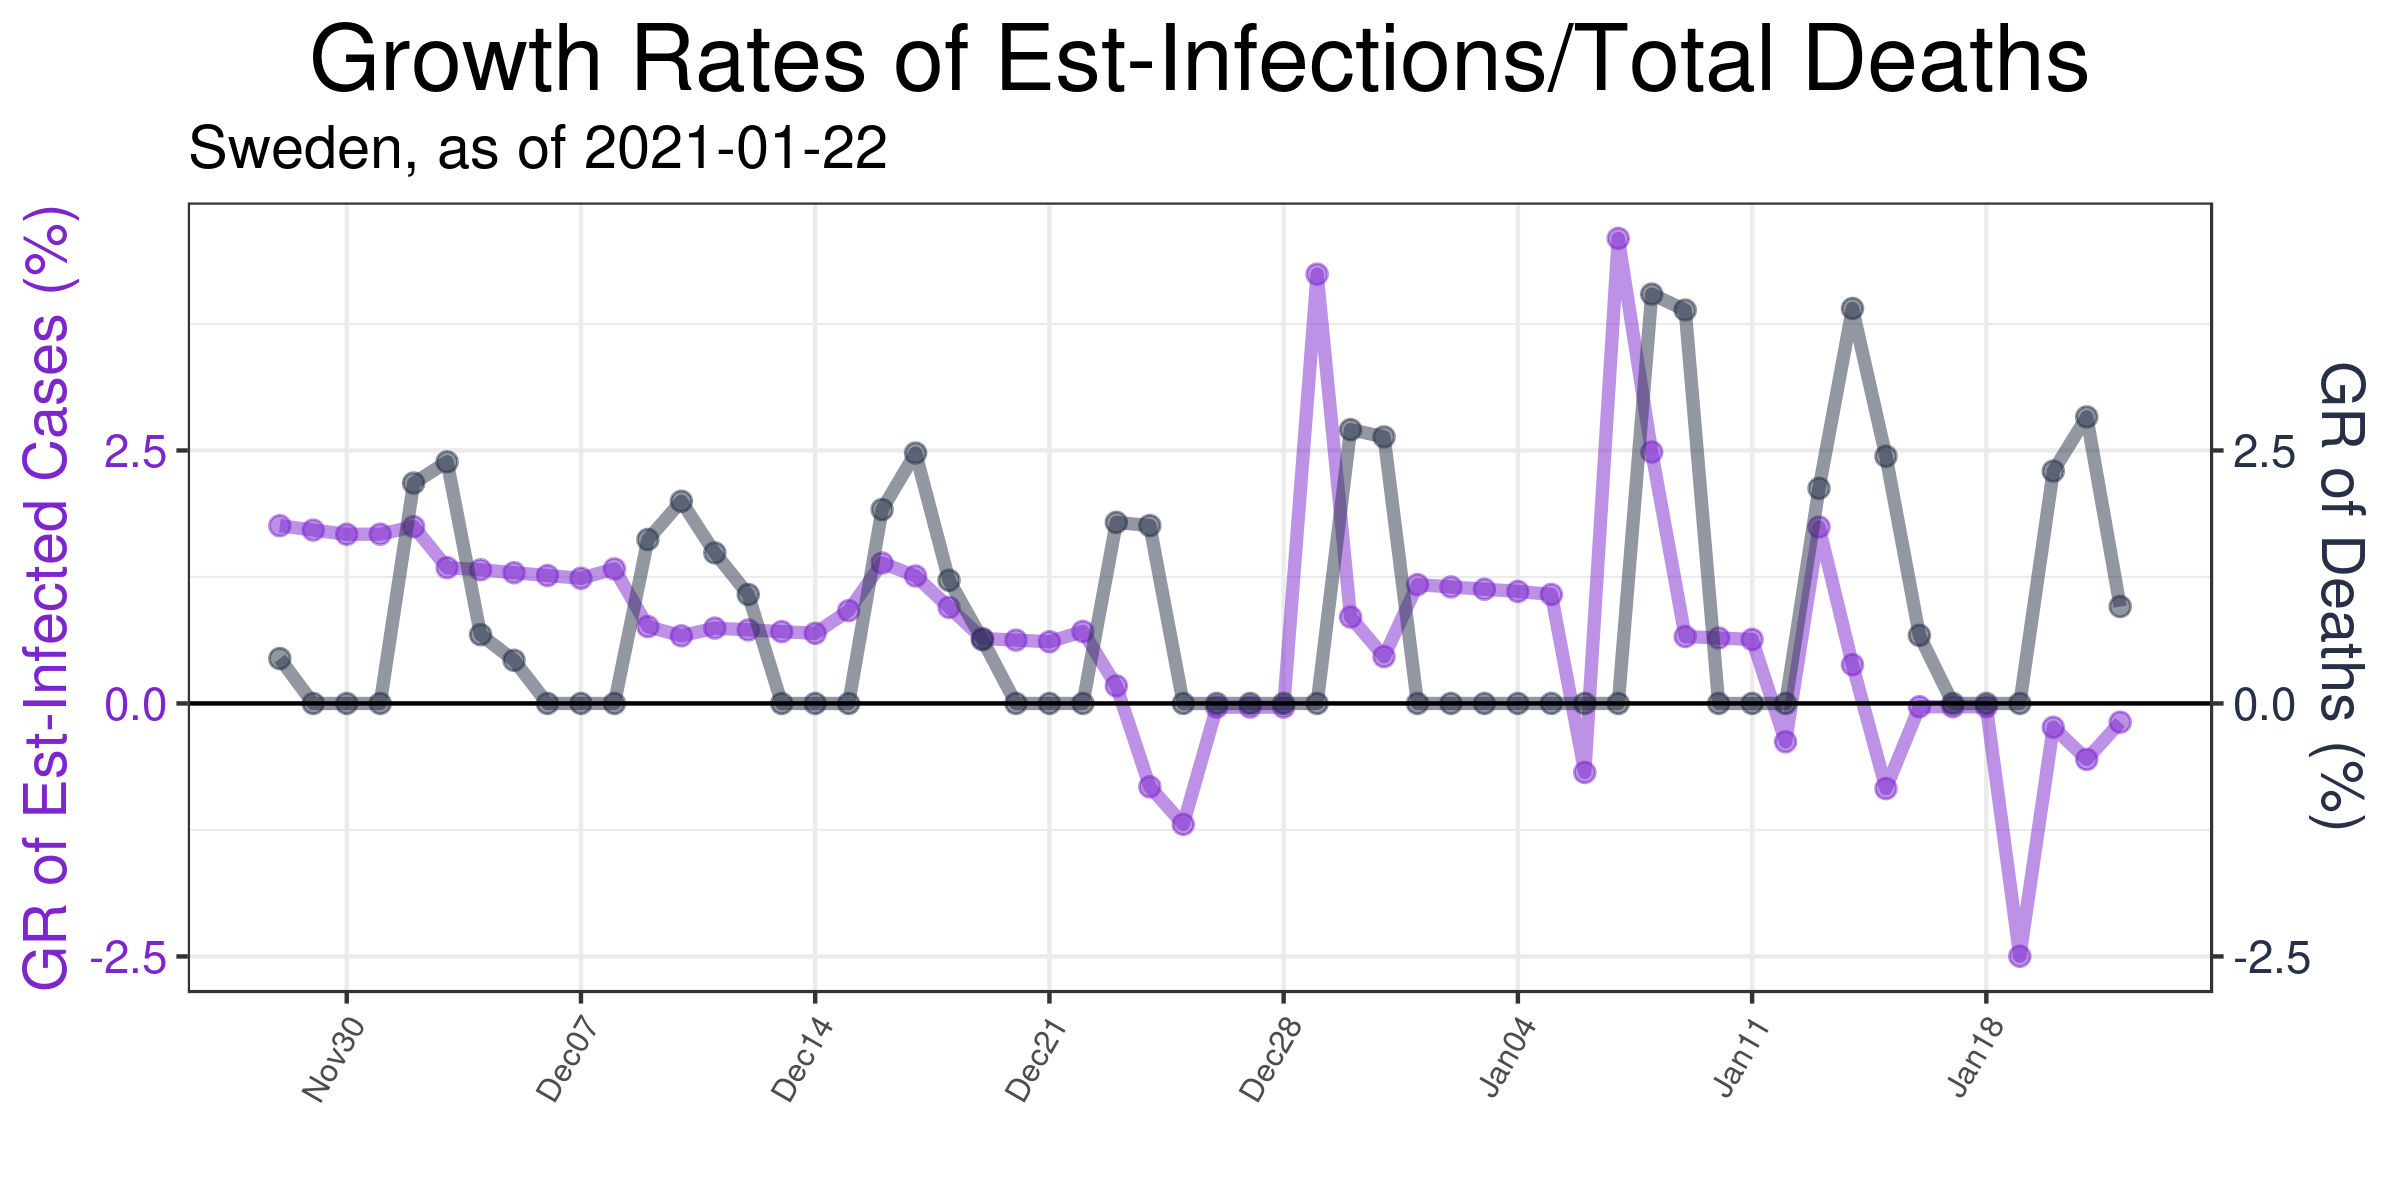 Growth Rates of Est-Infections/Total Deaths
Sweden, as of 2021-01-22
GR of Est-Infected Cases (%)
2.5
0.0
-2.5
2.5
0.0
-2.5
GR of Deaths (%)
Nov30
Dec07
Dec14
Dec21
Dec28
Jan04
Jan11
Jan18